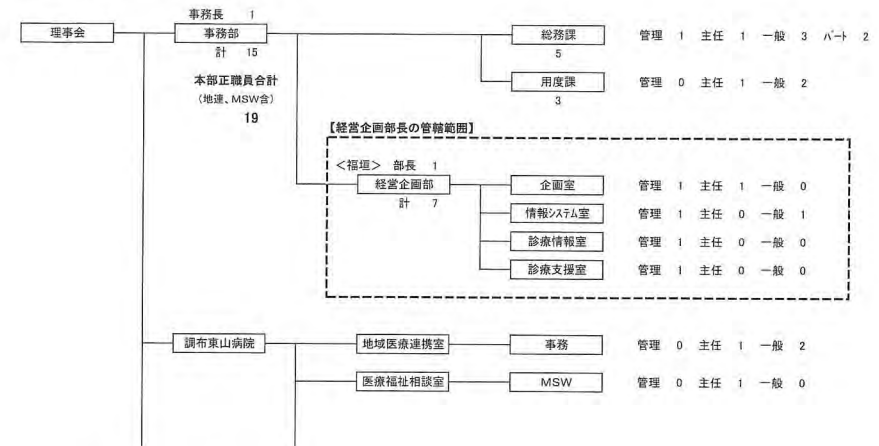 事務長 1
理事会 事務部 総務課 管理 1 主任 1 一般 3 パート 2
計 15 5
本部正職員合計 用度課 管理 0 主任 1 一般 2
(地連、MSW含) 3
19
【経営企画部長の管轄範囲】
<福垣> 部長 1
経営企画部 企画室 管理 1 主任 1 一般 0
計 7
情報システム室 管理 1 主任 0 一般 1
診療情報室 管理 1 主任 0 一般 0
診療支援室 管理 1 主任 0 一般 0
調布東山病院 地域医療連携室 事務 管理 0 主任 1 一般 2
医療福祉相談室 MSW 管理 0 主任 1 一般 0